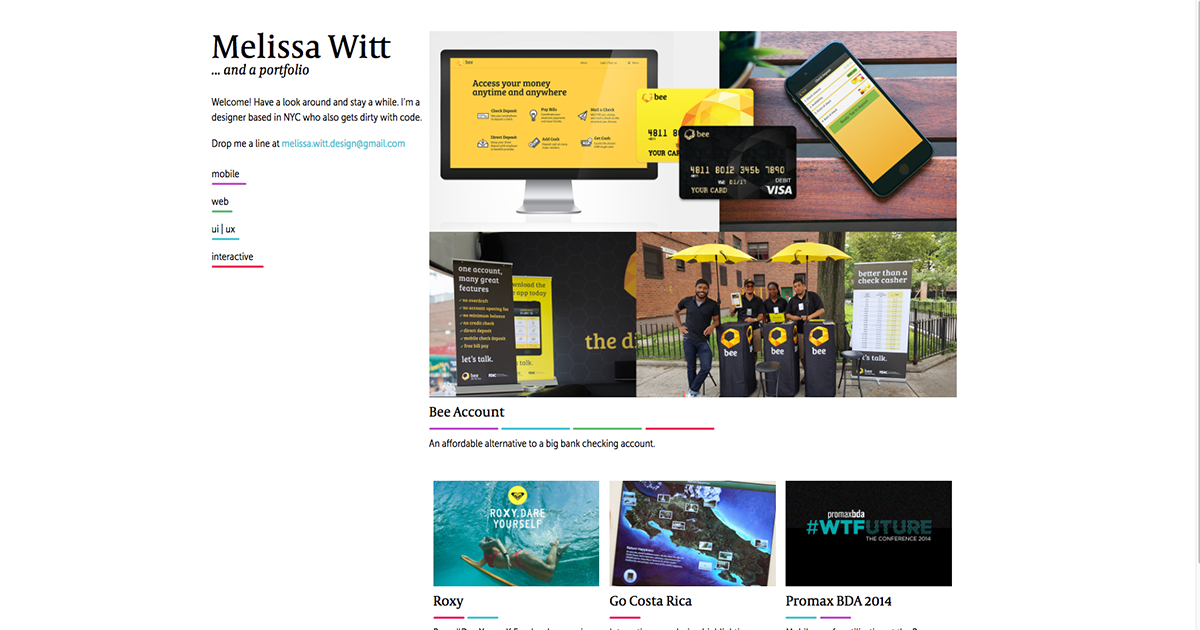 Melissa Witt
... and a portfolio
Welcome! Have a look around and stay a while. I'm a
designer based in NYC who also gets dirty with code.
Drop me a line at melissa.witt.design@gmail.com
mobile
web
ui | ux
interactive
bee
Access your money
anytime and anywhere
Check Deposit
Pay Bills
Mail a Check
Direct Deposit
Add Cash
Get Cash
bee
4811
YOUR CAR
bee
4811 8012 3456 7890
01/17
DEBIT
YOUR CARD
VISA
one account,
many great
features
no overdraft
no account opening fee
no minimum balance
no credit check
direct deposit
mobile check deposit
free bill pay
let's talk.
bee
wnload the
app today
talk.
the di
bee
bee
bee
better than a
check casher
t's talk.
bee
Bee Account
An affordable alternative to a big bank checking account.
ROXY.DARE
YOURSELF
promaxbda
#WTFUTURE
THE CONFERENCE 2014
Roxy
Go Costa Rica
Promax BDA 2014